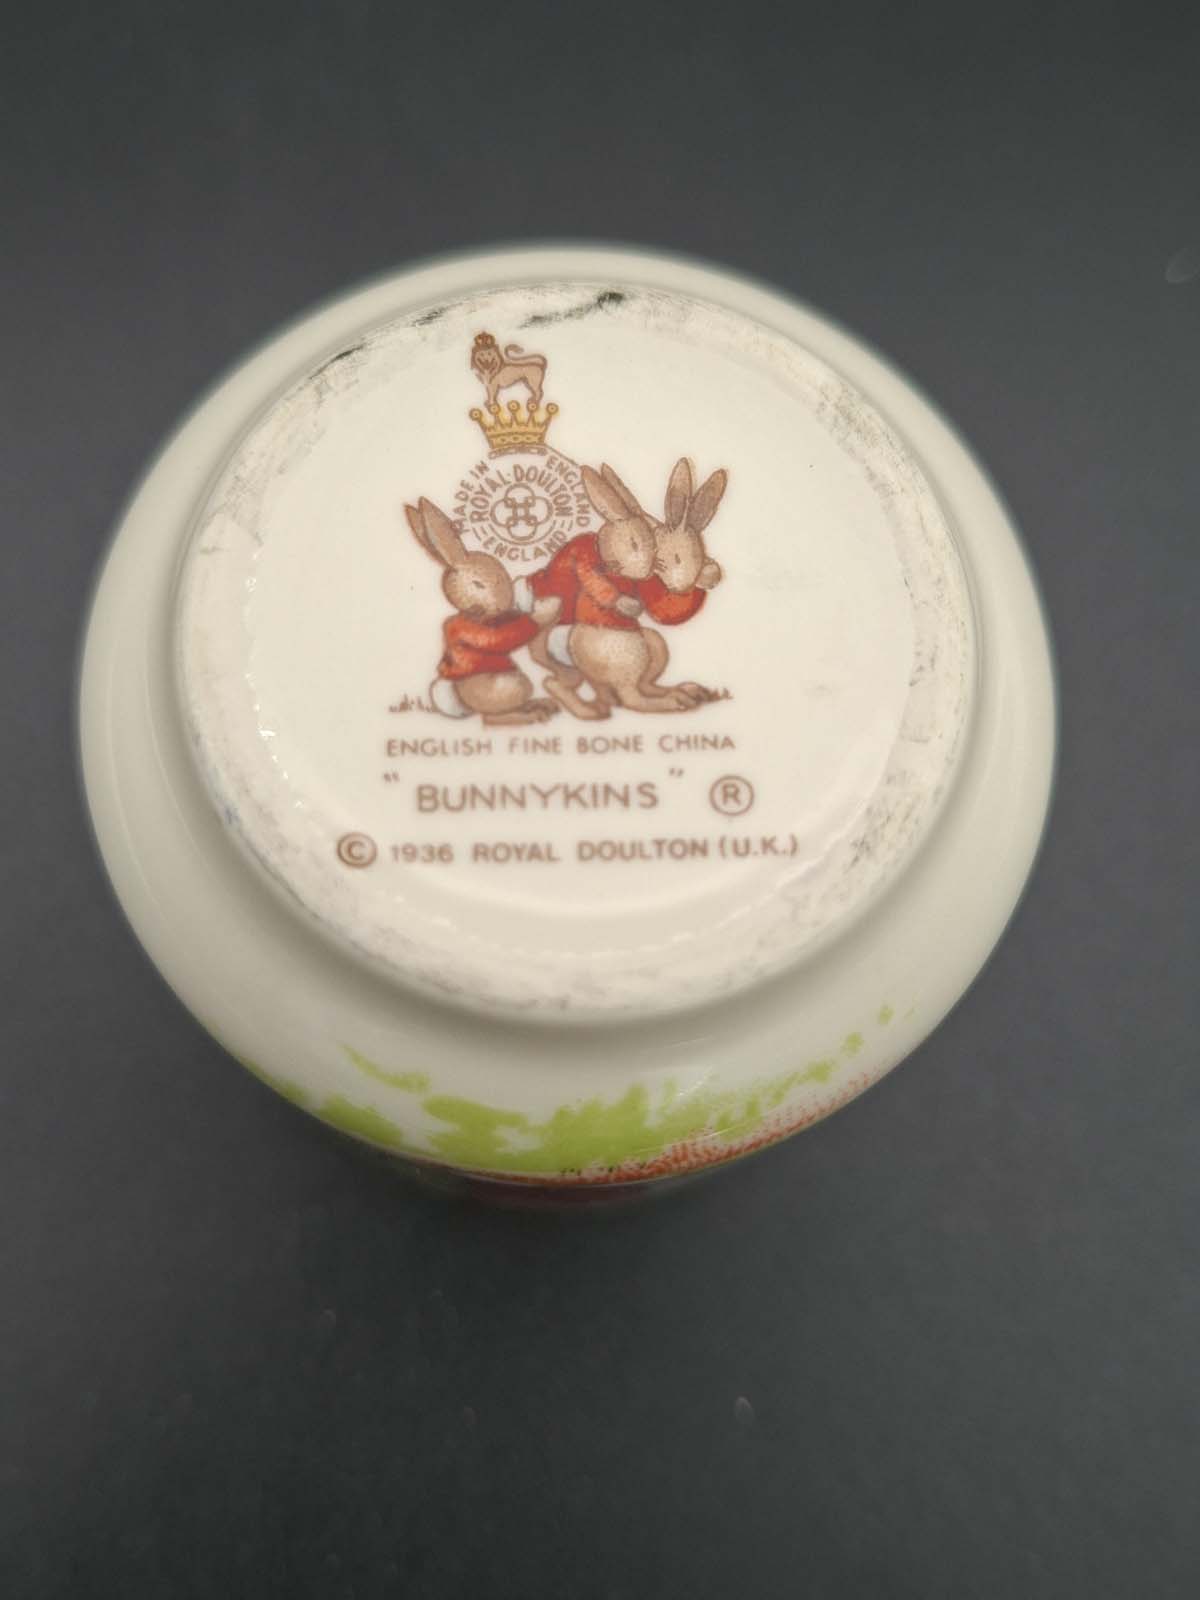 MADE IN ENGLAND
ROYAL·DOULTON
ENGLAND
ENGLISH FINE BONE CHINA
"BUNNYKINS" ®
© 1936 ROYAL DOULTON (U.K.)